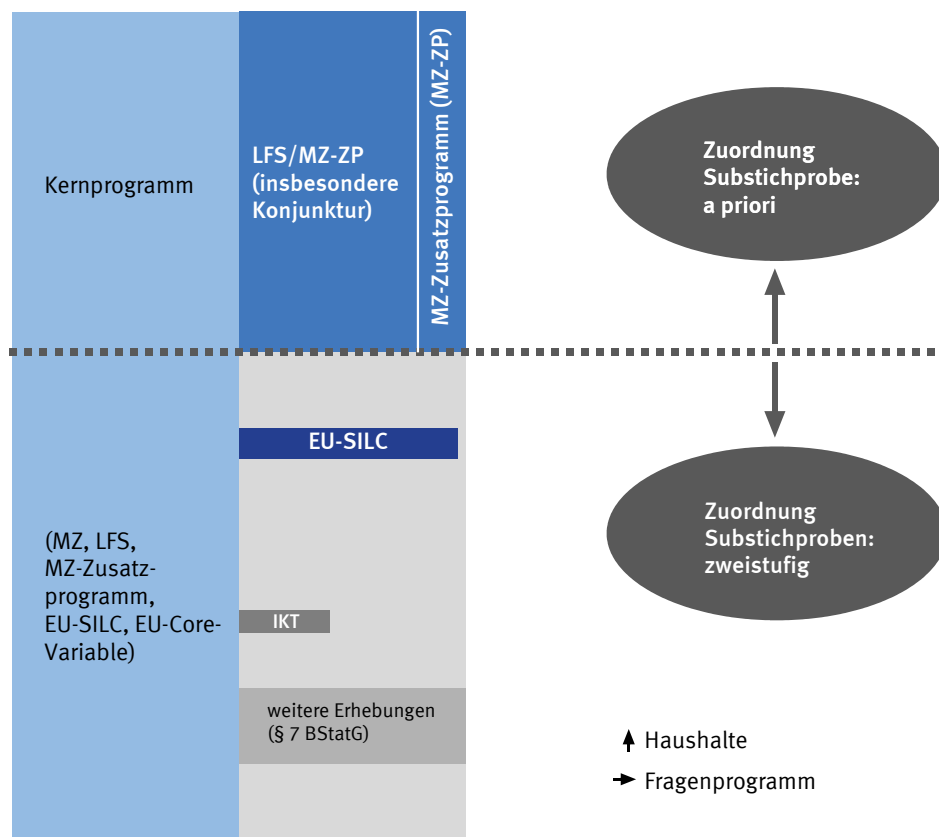 Kernprogramm
LFS/MZ-ZP
(insbesondere
Konjunktur)
MZ-Zusatzprogramm (MZ-ZP)
Zuordnung
Substichprobe:
a priori
EU-SILC
(MZ, LFS,
MZ-Zusatz-
programm,
EU-SILC, EU-Core-
Variable)
IKT
weitere Erhebungen
(§ 7 BStatG)
Zuordnung
Substichproben:
zweistufig
Haushalte
Fragenprogramm